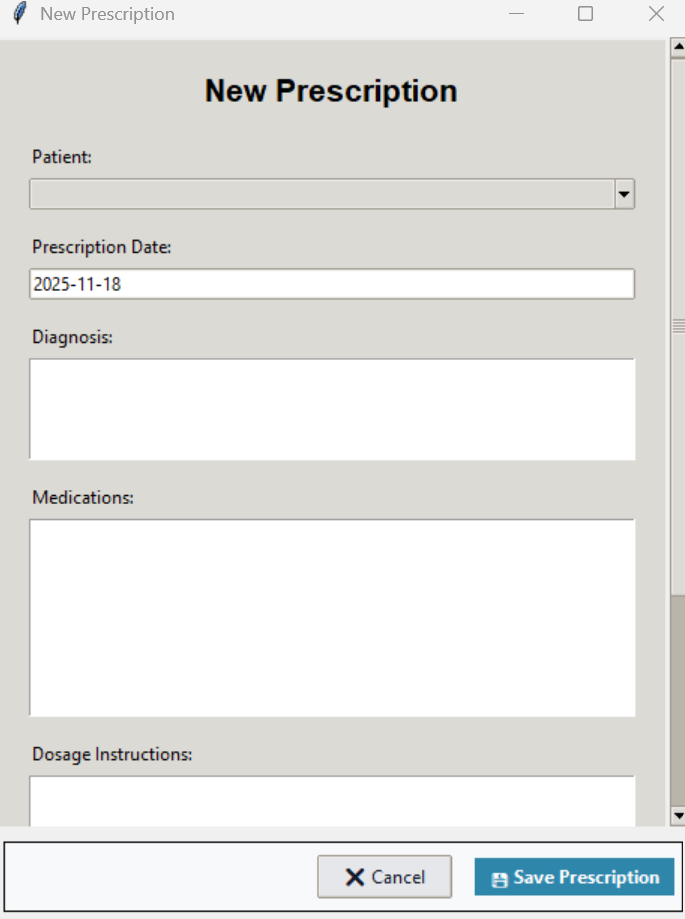 New Prescription
New Prescription
Patient:
Prescription Date:
2025-11-18
Diagnosis:
Medications:
Dosage Instructions:
Cancel
Save Prescription